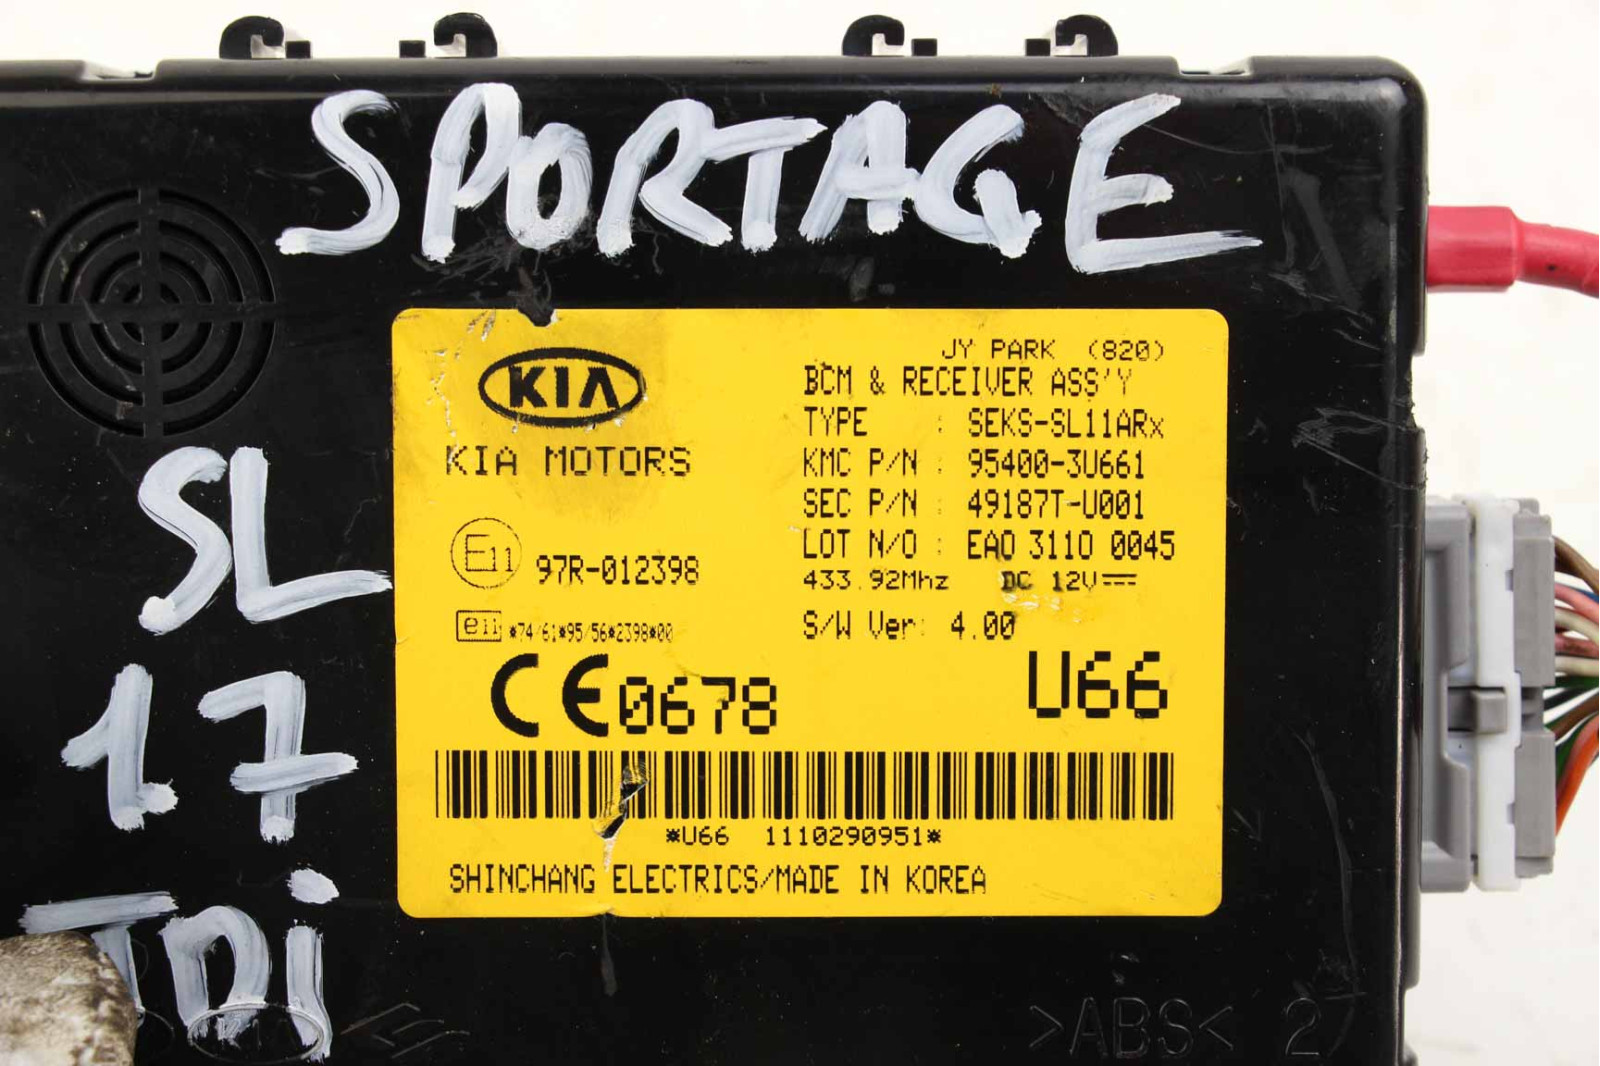 SPORTAGE
SL
1.7
TDi
KIA
KIA MOTORS
JY PARK (820)
BCM & RECEIVER ASS'Y
TYPE : SEKS-SL11ARx
KMC P/N : 95400-3U661
SEC P/N : 49187T-U001
LOT N/O : EA0 3110 0045
433.92Mhz DC 12V
S/W Ver: 4.00
E11 97R-012398
e11 *74/61*95/56*2398*00
CE0678
U66
*U66 1110290951*
SHINCHANG ELECTRICS/MADE IN KOREA
KIA
>ABS< 2